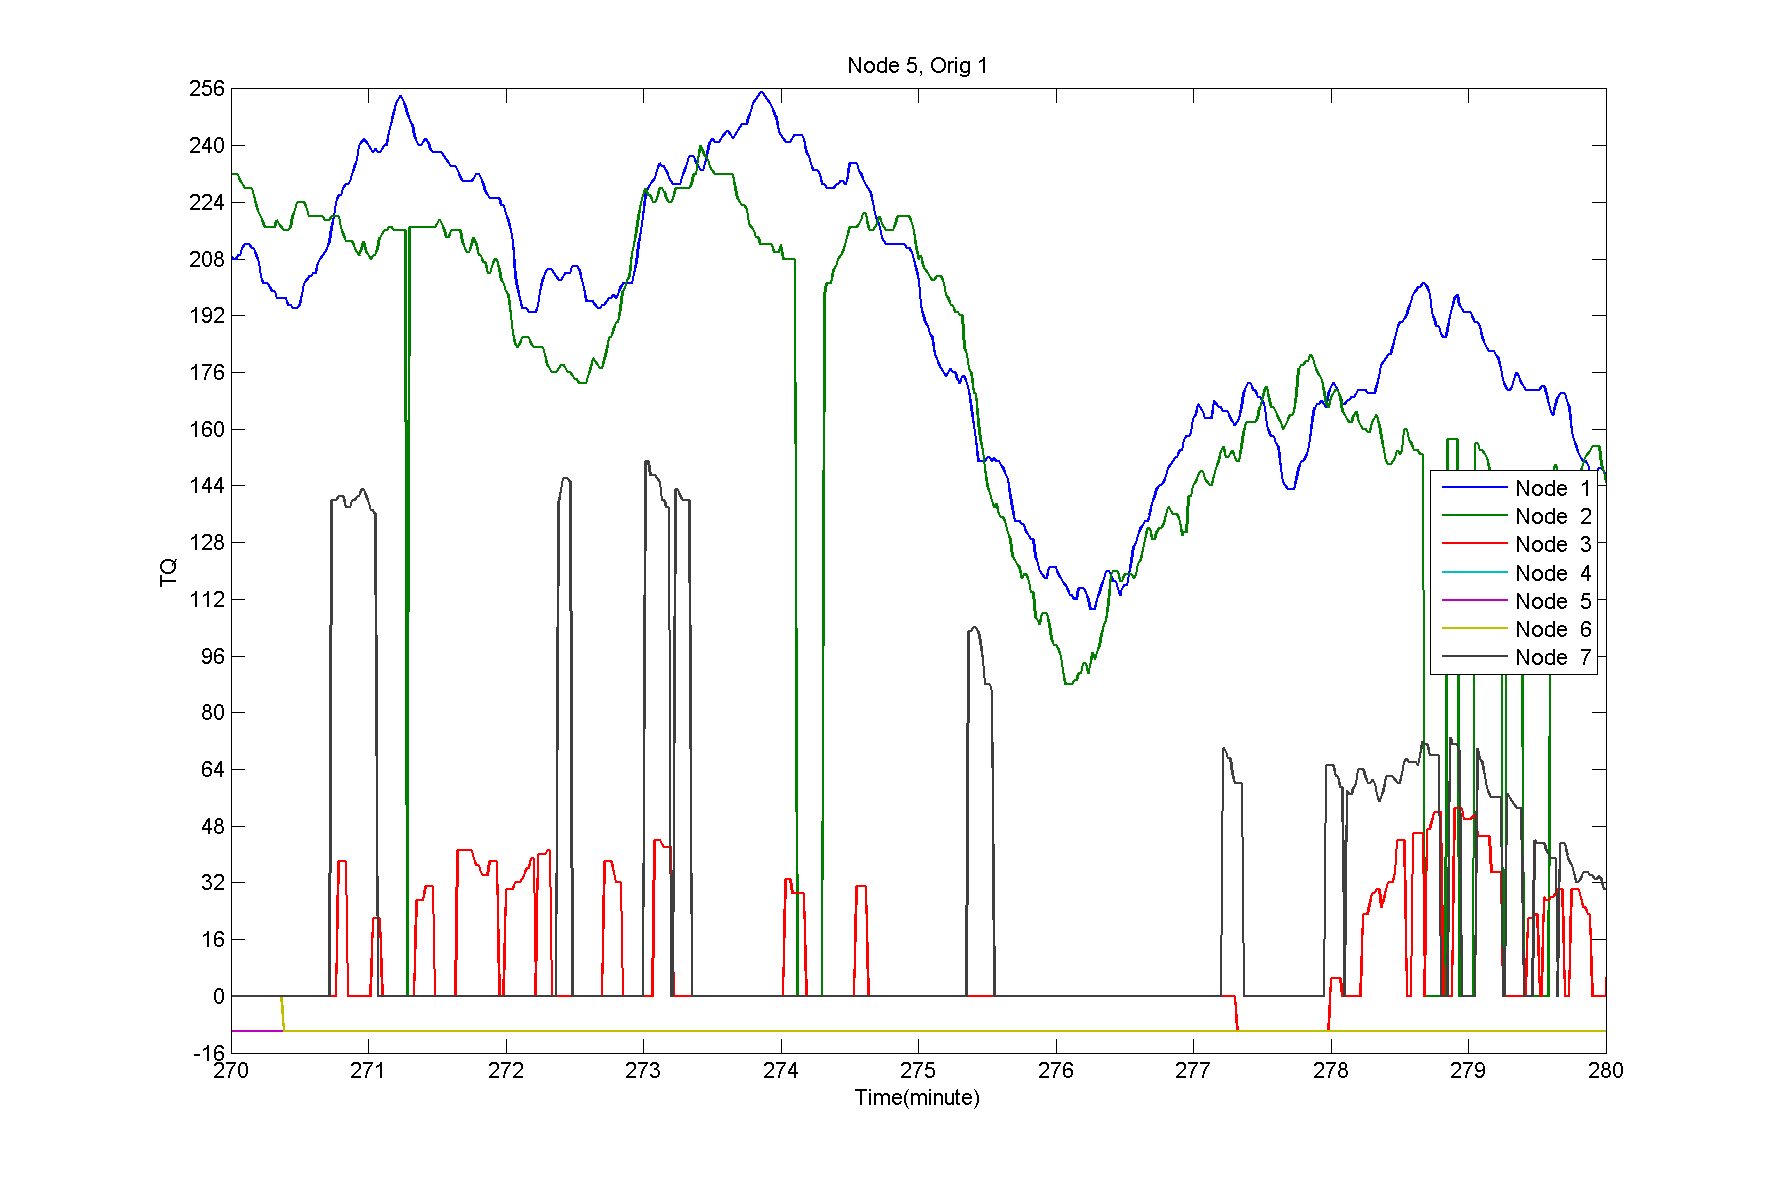 Node 5, Orig 1
256
240
224
208
192
176
160
144
128
112
96
80
64
48
32
16
0
-16
TQ
Node 1
Node 2
Node 3
Node 4
Node 5
Node 6
Node 7
270 271 272 273 274 275 276 277 278 279 280
Time(minute)